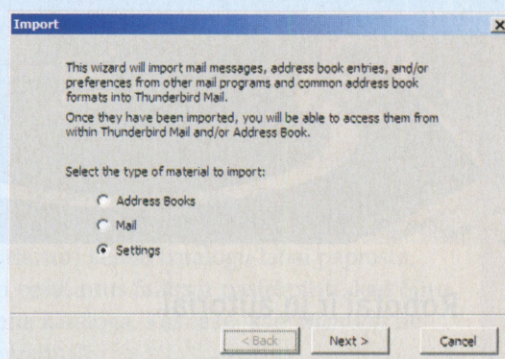 Import
This wizard will import mail messages, address book entries, and/or
preferences from other mail programs and common address book
formats into Thunderbird Mail.
Once they have been imported, you will be able to access them from
within Thunderbird Mail and/or Address Book.
Select the type of material to import:
Address Books
Mail
Settings
< Back
Next >
Cancel